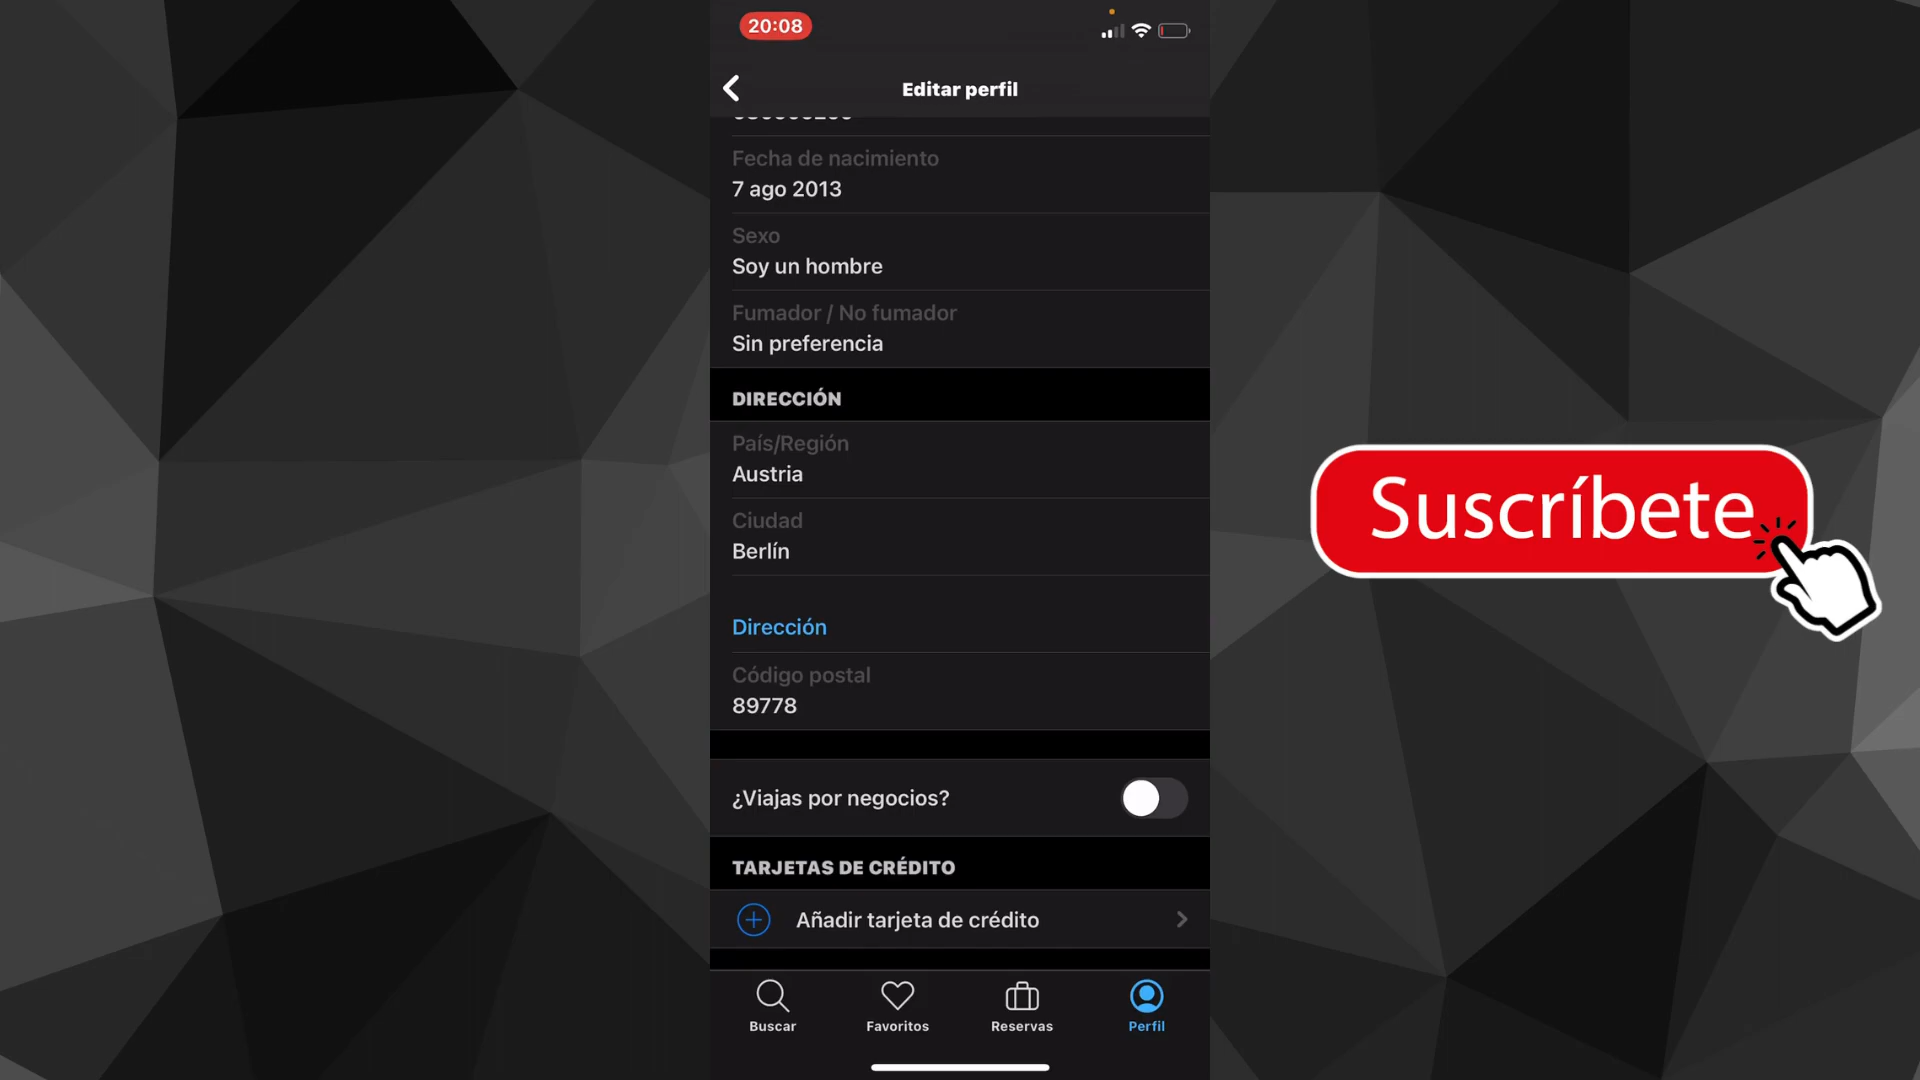 20:08
Editar perfil
Fecha de nacimiento
7 ago 2013
Sexo
Soy un hombre
Fumador / No fumador
Sin preferencia
DIRECCIÓN
País/Región
Austria
Ciudad
Berlín
Dirección
Código postal
89778
¿Viajas por negocios?
TARJETAS DE CRÉDITO
Añadir tarjeta de crédito
Buscar
Favoritos
Reservas
Perfil
Suscríbete